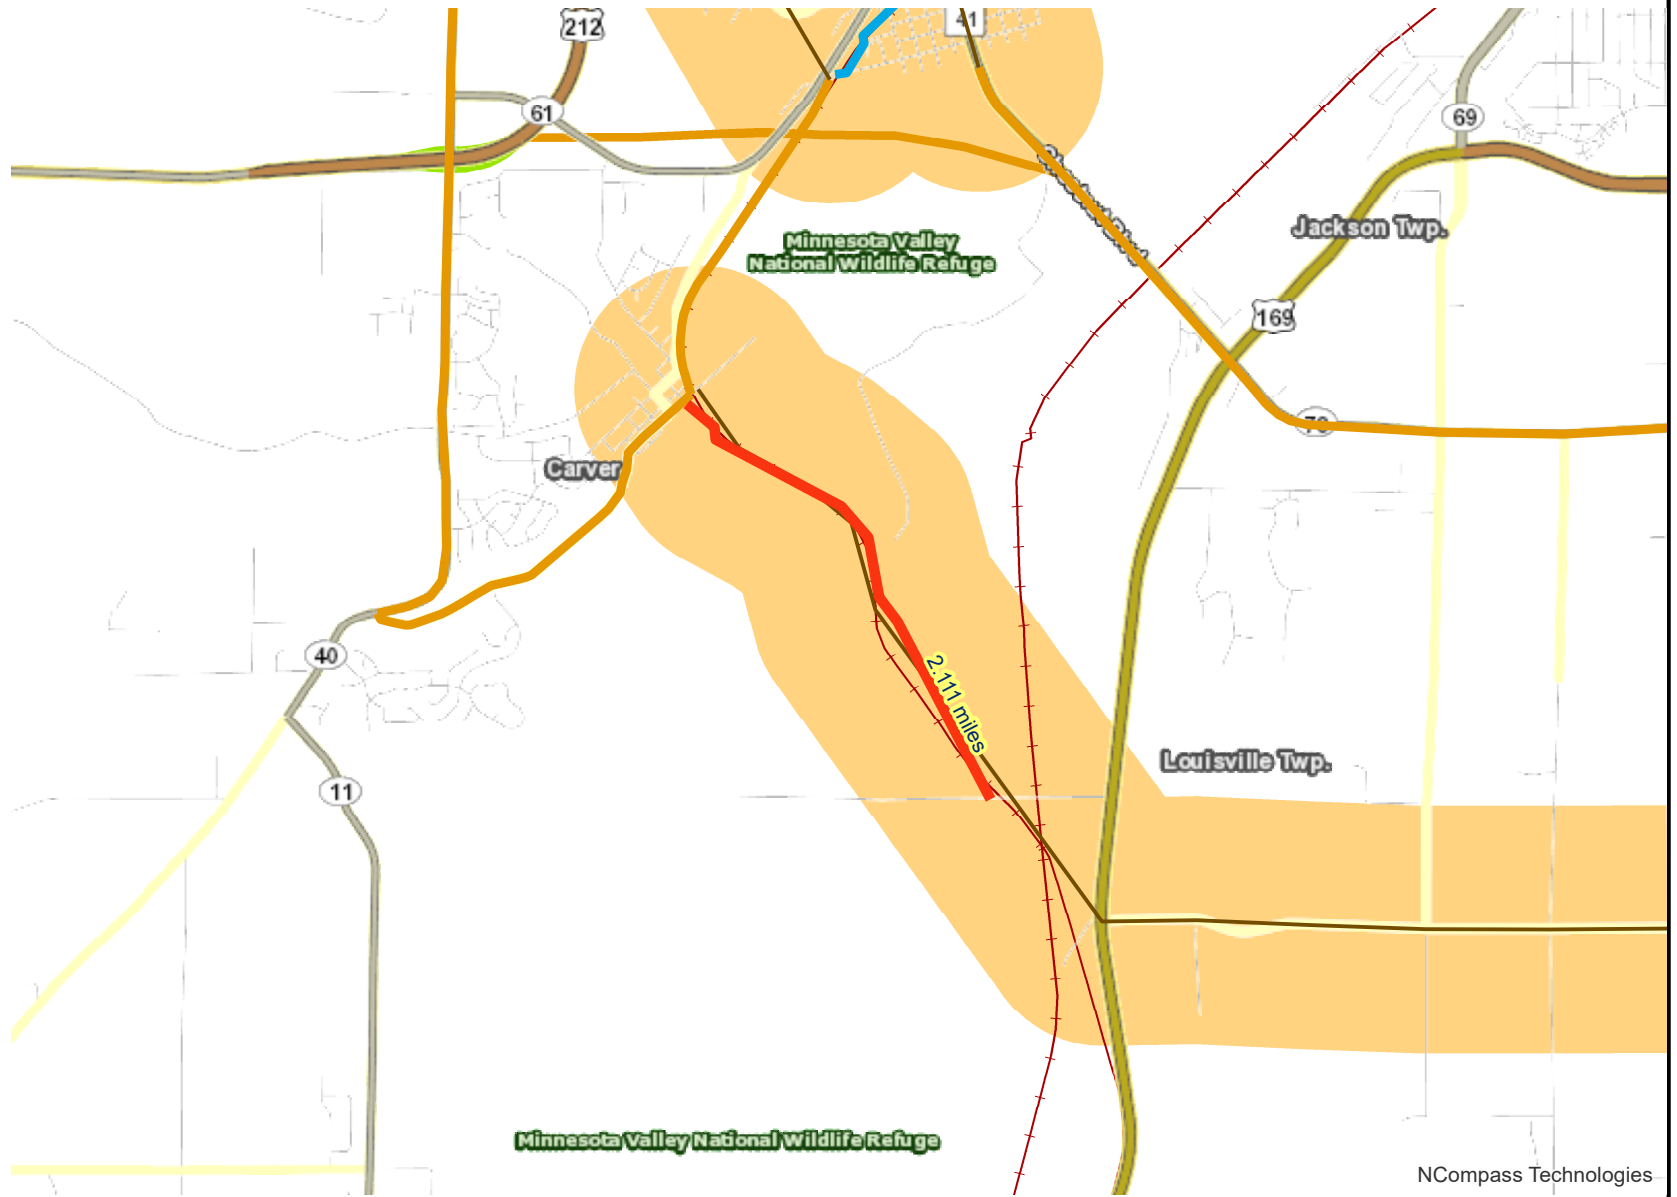 212
41
61
69
Jackson Twp.
Minnesota Valley
National Wildlife Refuge
169
Carver
40
2.111 miles
Louisville Twp.
11
Minnesota Valley National Wildlife Refuge
NCompass Technologies